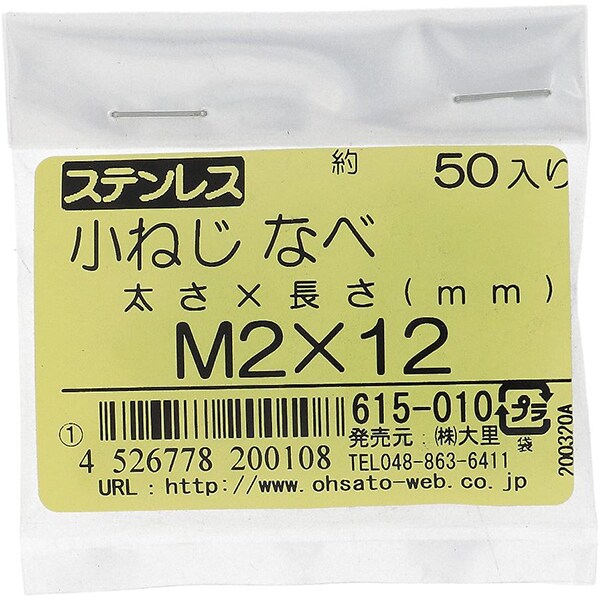 ステンレス 約 50入り
小ねじ なべ
太さ×長さ(mm)
M2×12
① 615-010 プラ
発売元:㈱大里 袋
4 526778 200108 TEL048-863-6411
URL:http://www.ohsato-web.co.jp
200320A